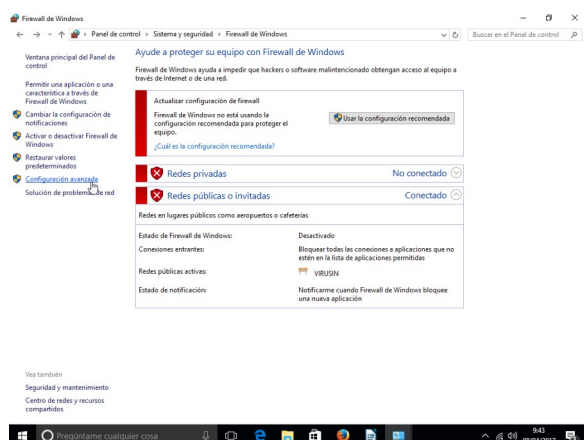 Firewall de Windows
Panel de control › Sistema y seguridad › Firewall de Windows
Buscar en el Panel de control
Ventana principal del Panel de
control
Permitir una aplicación o una
característica a través de
Firewall de Windows
Cambiar la configuración de
notificaciones
Activar o desactivar Firewall de
Windows
Restaurar valores
predeterminados
Configuración avanzada
Solución de problemas de red
Ayude a proteger su equipo con Firewall de Windows
Firewall de Windows ayuda a impedir que hackers o software malintencionado obtengan acceso al equipo a
través de Internet o de una red.
Actualizar configuración de firewall
Firewall de Windows no está usando la
configuración recomendada para proteger el
equipo.
¿Cuál es la configuración recomendada?
Usar la configuración recomendada
Redes privadas
No conectado
Redes públicas o invitadas
Conectado
Redes en lugares públicos como aeropuertos o cafeterías
Estado de Firewall de Windows:
Desactivado
Conexiones entrantes:
Bloquear todas las conexiones a aplicaciones que no
estén en la lista de aplicaciones permitidas
Redes públicas activas:
VIRUSIN
Estado de notificación:
Notificarme cuando Firewall de Windows bloquee
una nueva aplicación
Vea también
Seguridad y mantenimiento
Centro de redes y recursos
compartidos
Pregúntame cualquier cosa
9:43